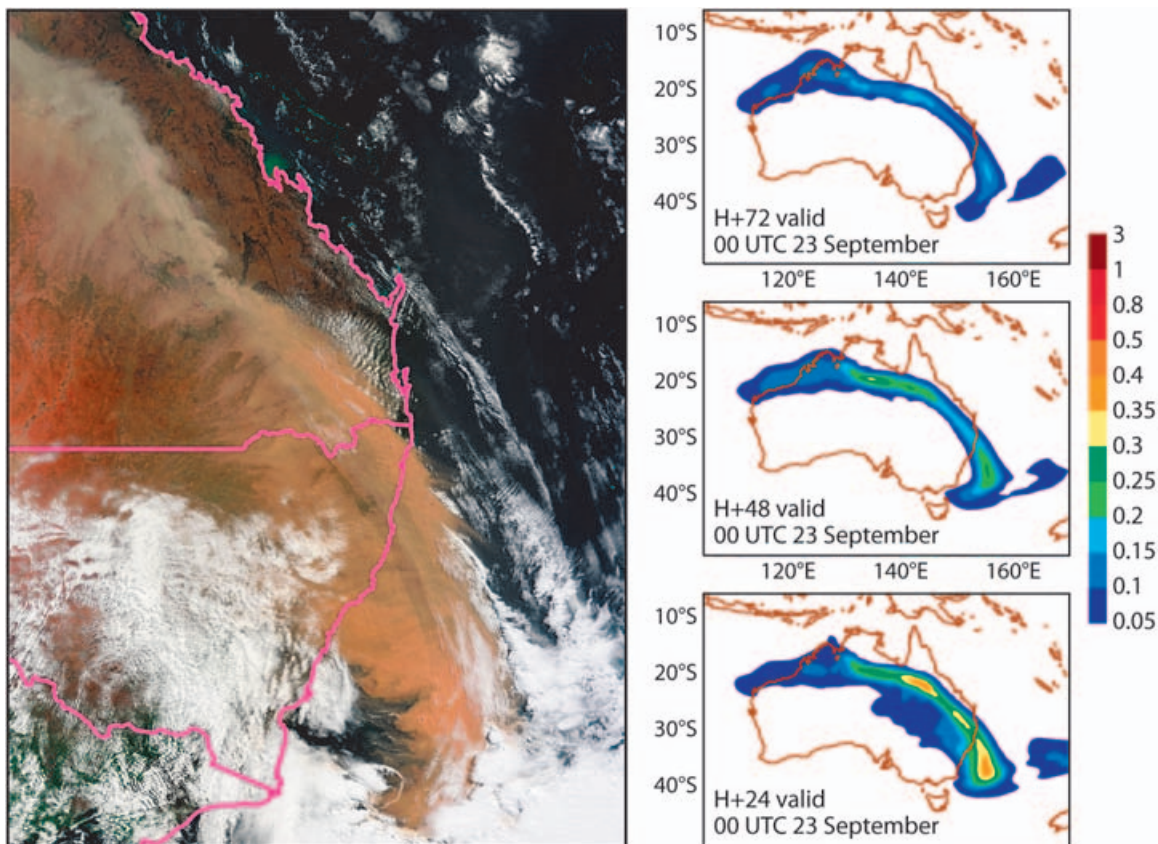 10°S
20°S
30°S
40°S
H+72 valid
00 UTC 23 September
120°E 140°E 160°E
10°S
20°S
30°S
40°S
H+48 valid
00 UTC 23 September
120°E 140°E 160°E
10°S
20°S
30°S
40°S
H+24 valid
00 UTC 23 September
3
1
0.8
0.5
0.4
0.35
0.3
0.25
0.2
0.15
0.1
0.05